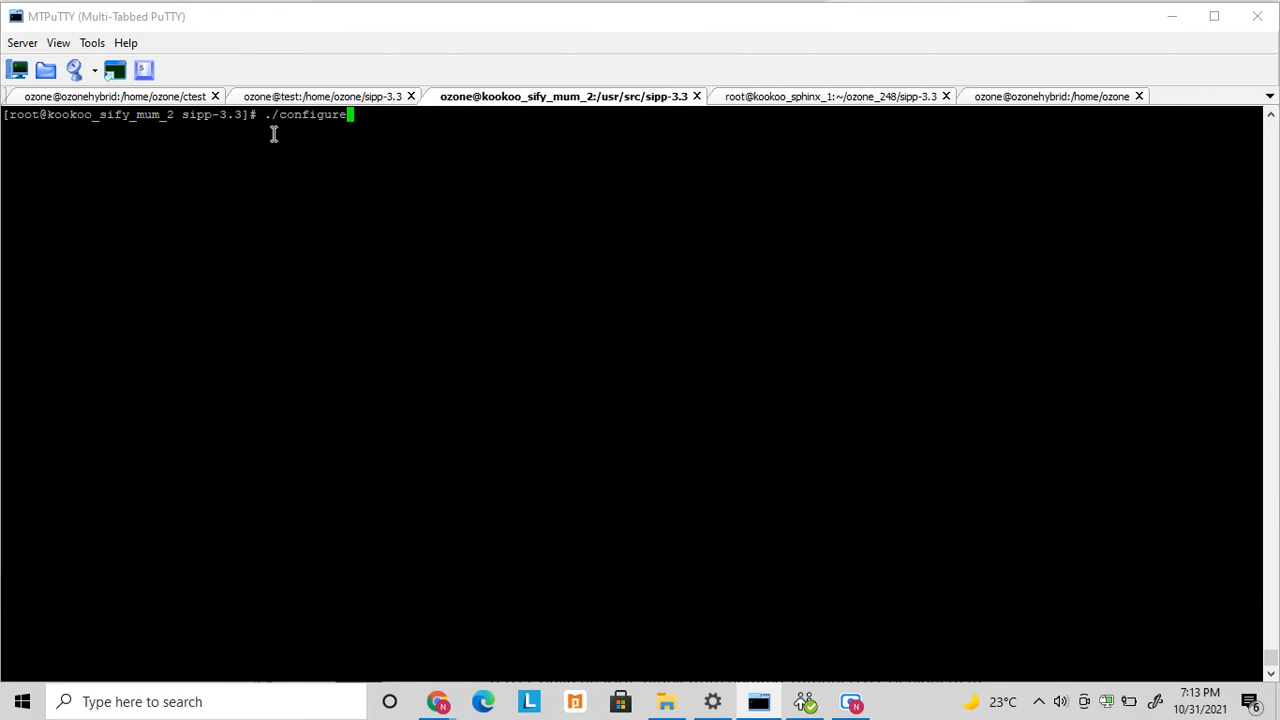 MTPuTTY (Multi-Tabbed PuTTY)
Server View Tools Help
ozone@ozonehybrid:/home/ozone/ctest ozone@test:/home/ozone/sipp-3.3 ozone@kookoo_sify_mum_2:/usr/src/sipp-3.3 root@kookoo_sphinx_1:~/ozone_248/sipp-3.3 ozone@ozonehybrid:/home/ozone
[root@kookoo_sify_mum_2 sipp-3.3]# ./configure
Type here to search
23°C
7:13 PM
10/31/2021
6